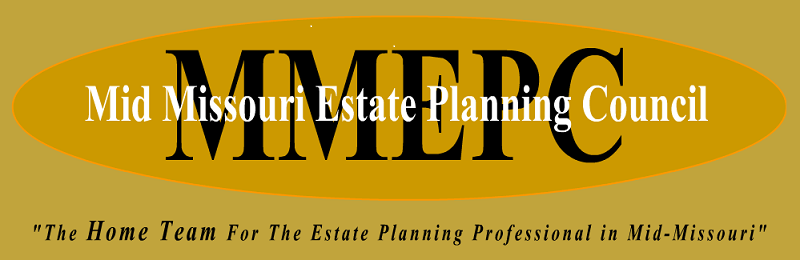 MMEPC
Mid Missouri Estate Planning Council
"The Home Team For The Estate Planning Professional in Mid-Missouri"